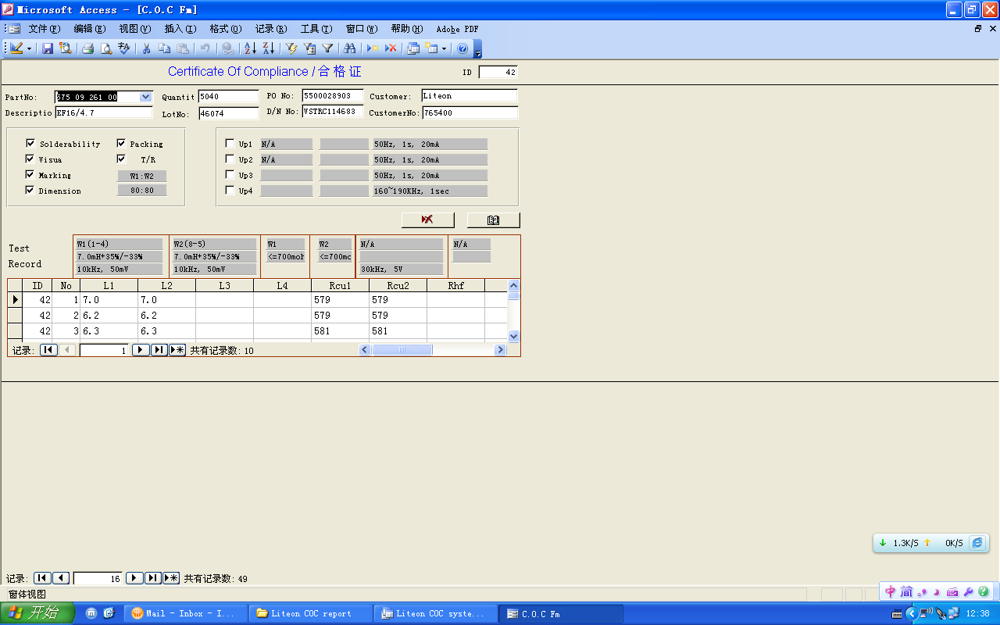 Microsoft Access - [C.O.C Fm]
文件(F) 编辑(E) 视图(V) 插入(I) 格式(O) 记录(R) 工具(T) 窗口(W) 帮助(H) Adobe PDF
Certificate Of Compliance / 合格证 ID 42
PartNo: 575 09 261 00 Quantit 5040 PO No: 5500028903 Customer: Liteon
Descriptio EF16/4.7 LotNo: 46074 D/N No: VSTRC114683 CustomerNo: 765400
Solderability Packing Up1 N/A 50Hz, 1s, 20mA
Visua T/R Up2 N/A 50Hz, 1s, 20mA
Marking W1:W2 Up3 50Hz, 1s, 20mA
Dimension 80:80 Up4 160~190KHz, 1sec
Test Record
W1(1-4) W2(8-5) W1 W2 N/A N/A
7.0mH+35%/-33% 7.0mH+35%/-33% <=700moh <=700mo
10kHz, 50mV 10kHz, 50mV 30kHz, 5V
ID No L1 L2 L3 L4 Rcu1 Rcu2 Rhf
42 1 7.0 7.0 579 579
42 2 6.2 6.2 579 579
42 3 6.3 6.3 581 581
记录: 1 共有记录数: 10
1.3K/S 0K/S
记录: 16 共有记录数: 49
窗体视图
中 简
开始 Mail - Inbox - I... Liteon COC report Liteon COC syste... C.O.C Fm 12:38